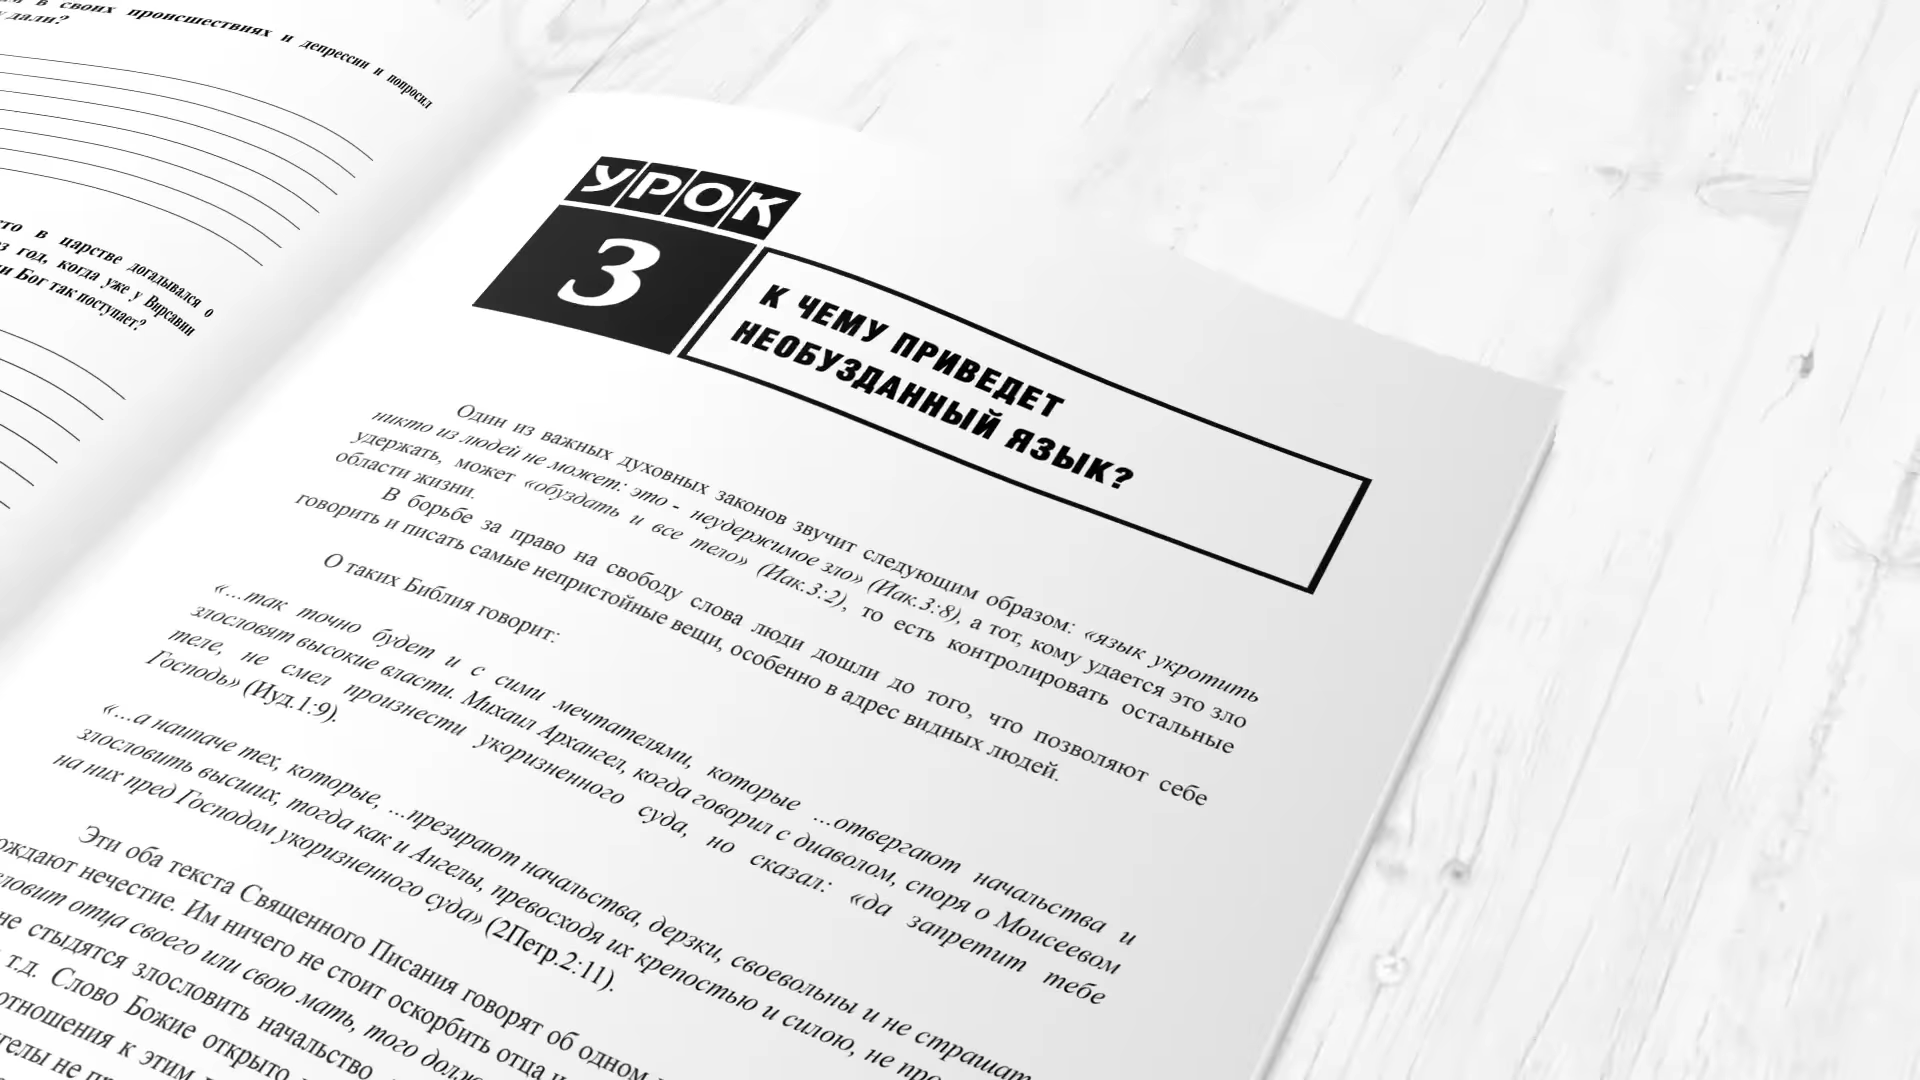 в своих происшествиях и депрессии и попросил
дали?
в царстве догадывался о
год, когда уже у Вирсавии
Бог так поступает?
УРОК
3
К ЧЕМУ ПРИВЕДЕТ
НЕОБУЗДАННЫЙ ЯЗЫК?
Один из важных духовных законов звучит следующим образом: «язык укротить
никто из людей не может: это - неудержимое зло» (Иак.3:8), а тот, кому удается это зло
удержать, может «обуздать и все тело» (Иак.3:2), то есть контролировать остальные
области жизни.
В борьбе за право на свободу слова люди дошли до того, что позволяют себе
говорить и писать самые непристойные вещи, особенно в адрес видных людей.
О таких Библия говорит:
«...так точно будет и с сими мечтателями, которые ...отвергают начальства и
злословят высокие власти. Михаил Архангел, когда говорил с диаволом, споря о Моисеевом
теле, не смел произнести укоризненного суда, но сказал: «да запретит тебе
Господь» (Иуд.1:9).
«...а наипаче тех, которые, ...презирают начальства, дерзки, своевольны и не страшатся
злословить высших, тогда как и Ангелы, превосходя их крепостью и силою, не про
на них пред Господом укоризненного суда» (2Петр.2:11).
Эти оба текста Священного Писания говорят об одном
рождают нечестие. Им ничего не стоит оскорбить отца и
словит отца своего или свою мать, того долж
не стыдятся злословить начальство
т.д. Слово Божие открыто
отношения к этим